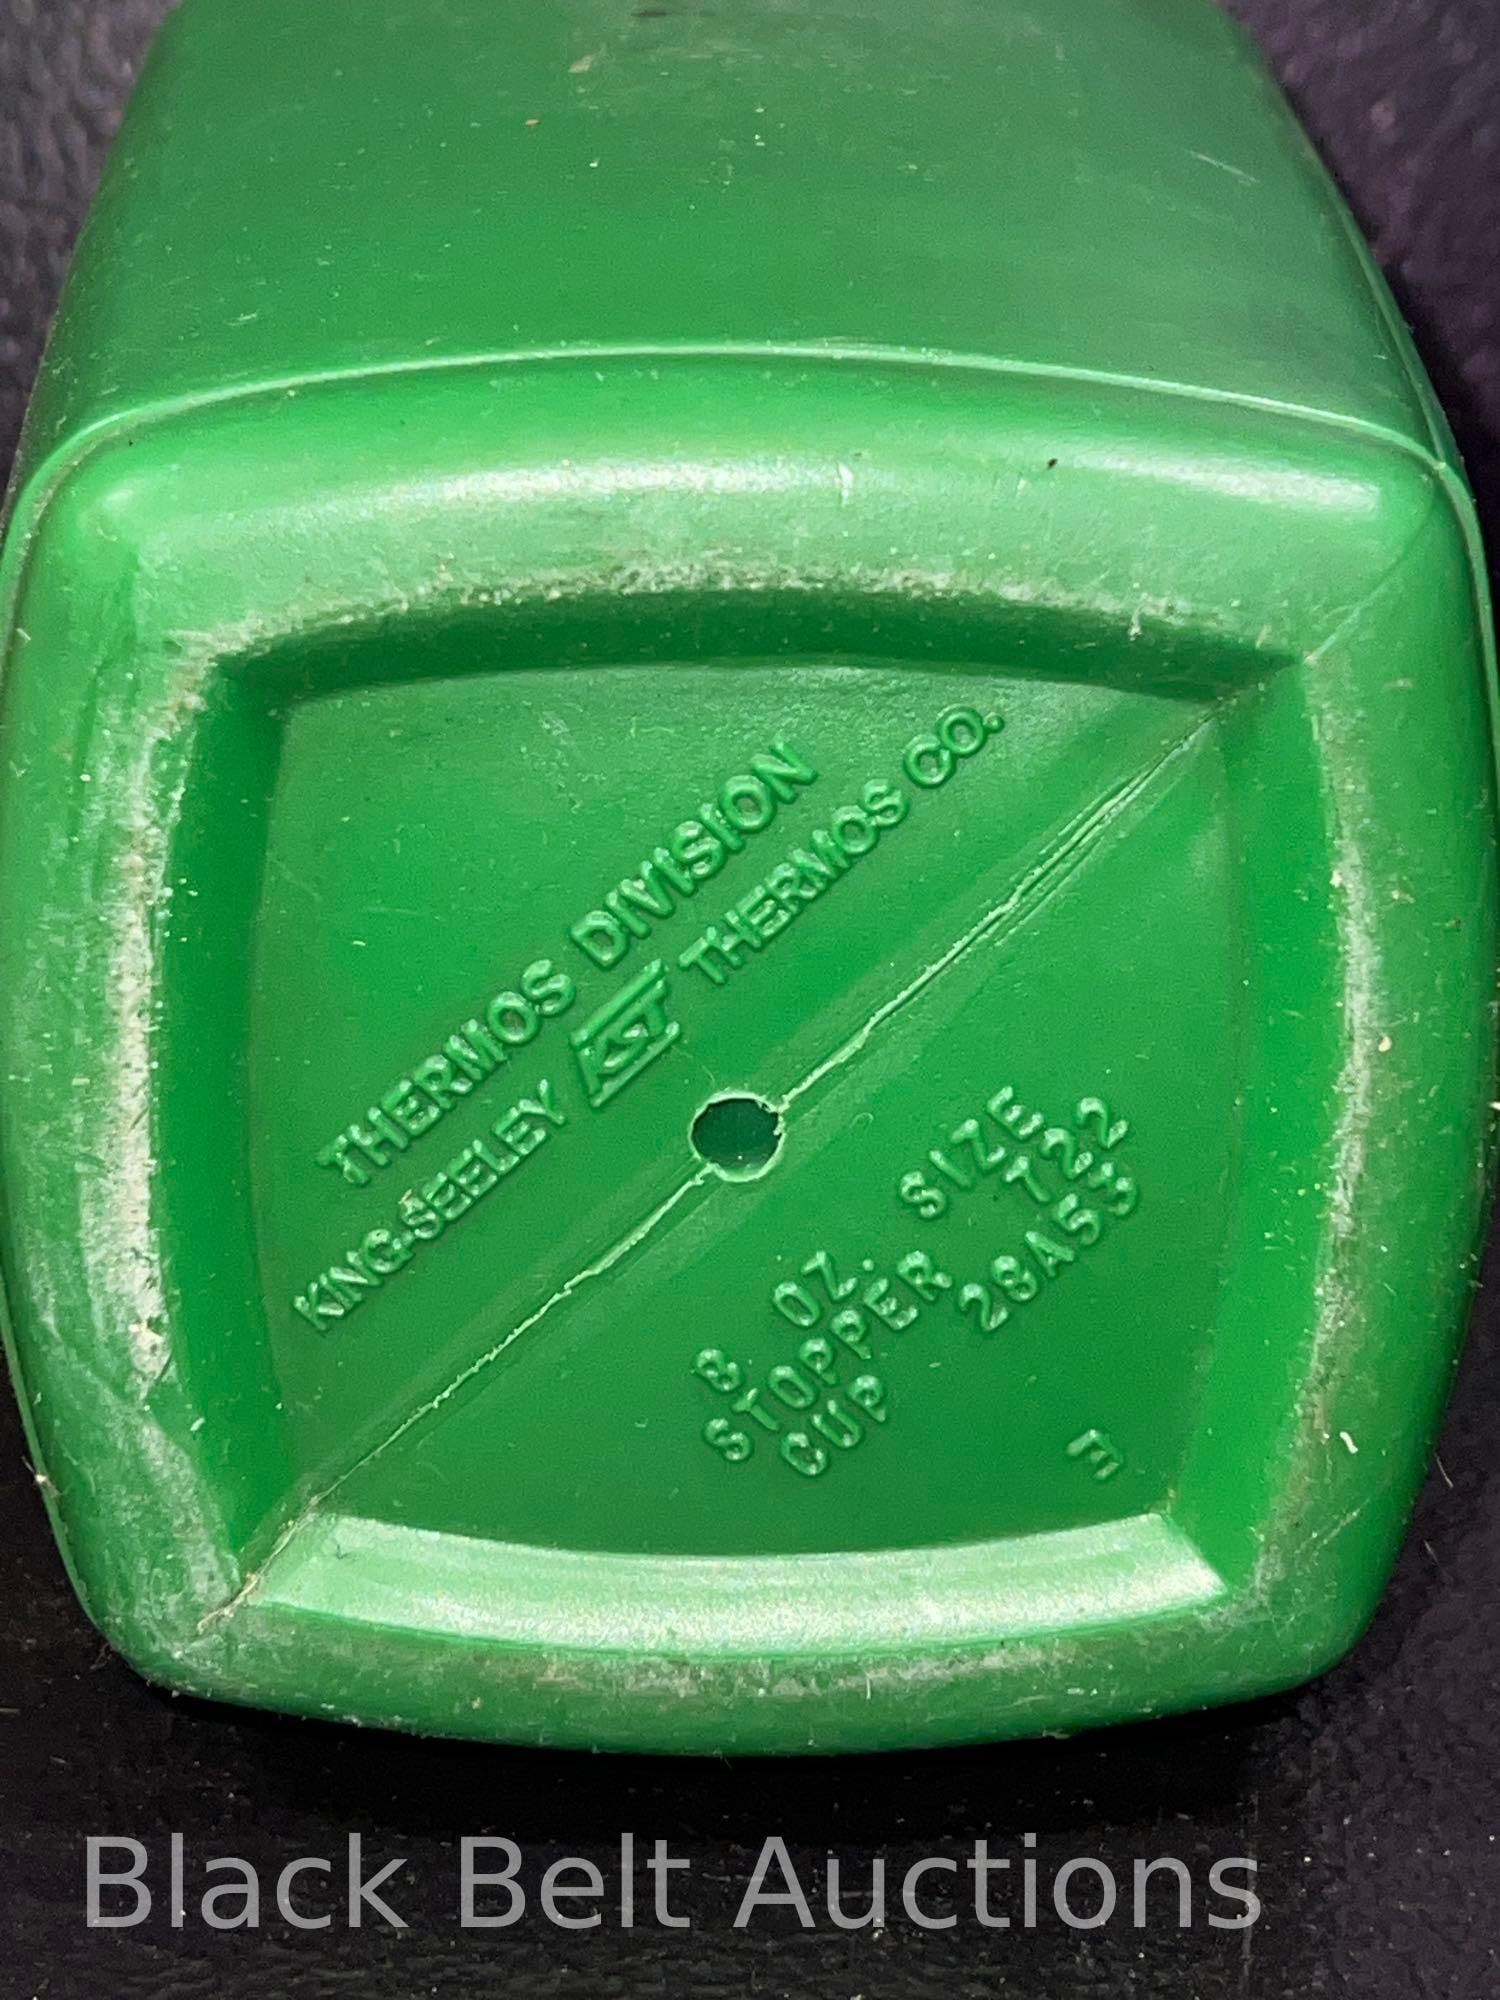 THERMOS DIVISION
KING-SEELEY KST THERMOS CO.
8 OZ. SIZE
STOPPER 722
CUP 28A53
E
Black Belt Auctions